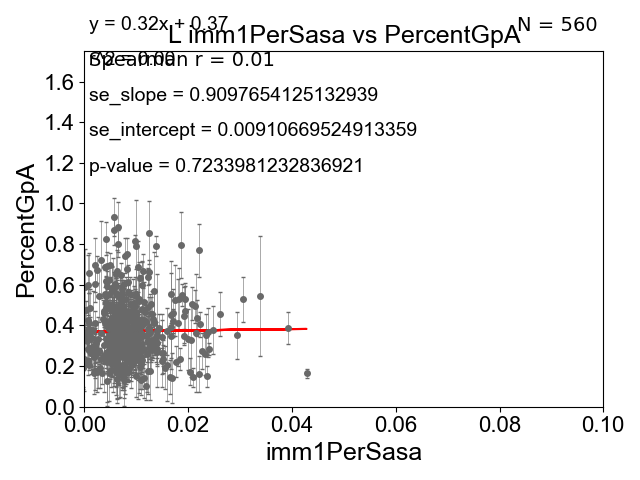 y = 0.32x + 0.37
N = 560
L imm1PerSasa vs PercentGpA
Spearman r = 0.01
se_slope = 0.9097654125132939
se_intercept = 0.00910669524913359
p-value = 0.7233981232836921
PercentGpA
1.6
1.4
1.2
1.0
0.8
0.6
0.4
0.2
0.0
0.00 0.02 0.04 0.06 0.08 0.10
imm1PerSasa